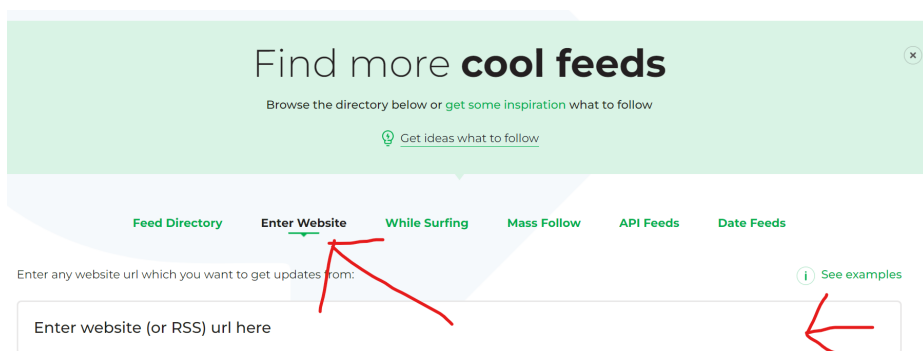 Find more cool feeds
Browse the directory below or get some inspiration what to follow
Get ideas what to follow
Feed Directory Enter Website While Surfing Mass Follow API Feeds Date Feeds
Enter any website url which you want to get updates from: i See examples
Enter website (or RSS) url here